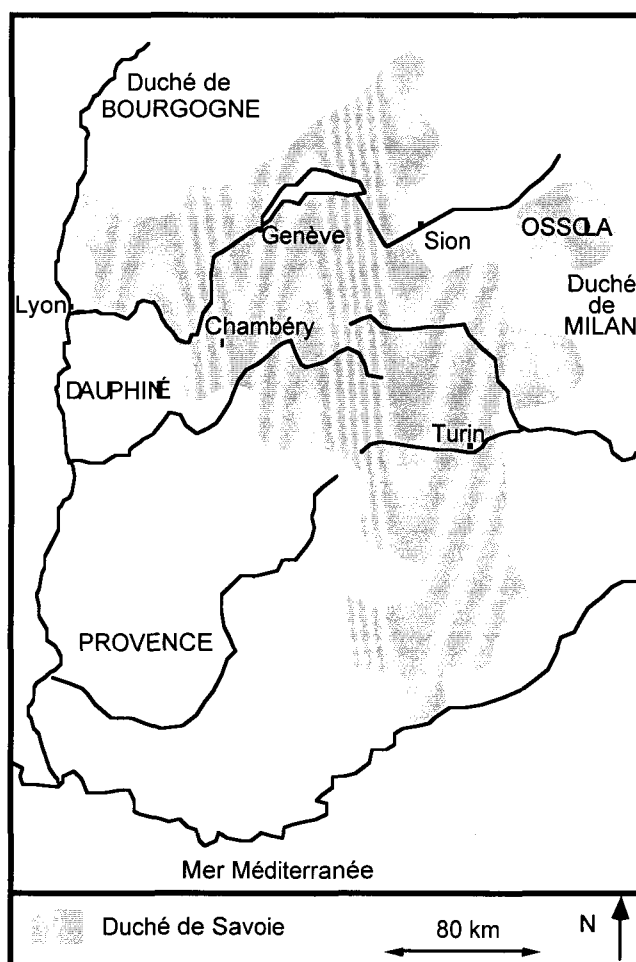 Duché de
BOURGOGNE
Genève
Sion
OSSOLA
Duché
de
MILAN
Lyon
Chambéry
DAUPHINÉ
Turin
PROVENCE
Mer Méditerranée
Duché de Savoie
80 km
N